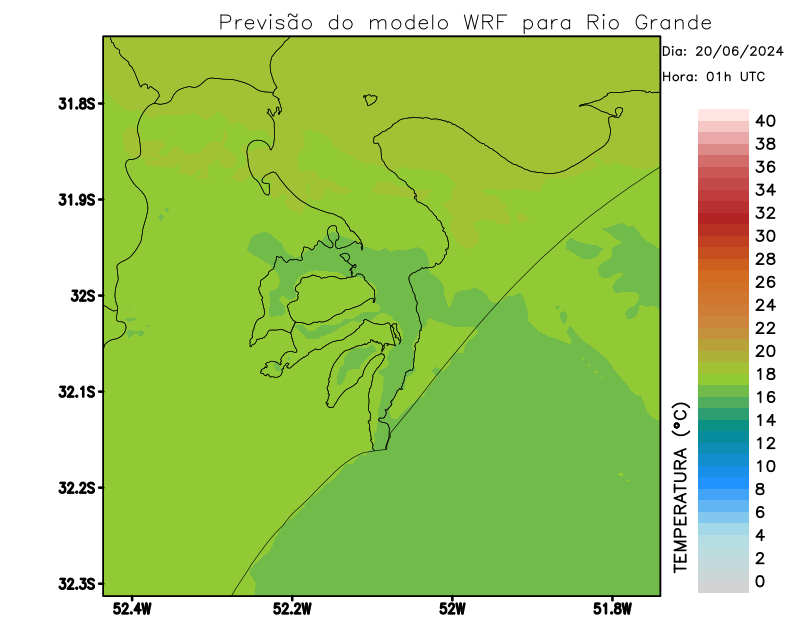 Previsão do modelo WRF para Rio Grande
Dia: 20/06/2024
Hora: 01h UTC
31.8S
31.9S
32S
32.1S
32.2S
32.3S
52.4W
52.2W
52W
51.8W
TEMPERATURA (°C)
40
38
36
34
32
30
28
26
24
22
20
18
16
14
12
10
8
6
4
2
0